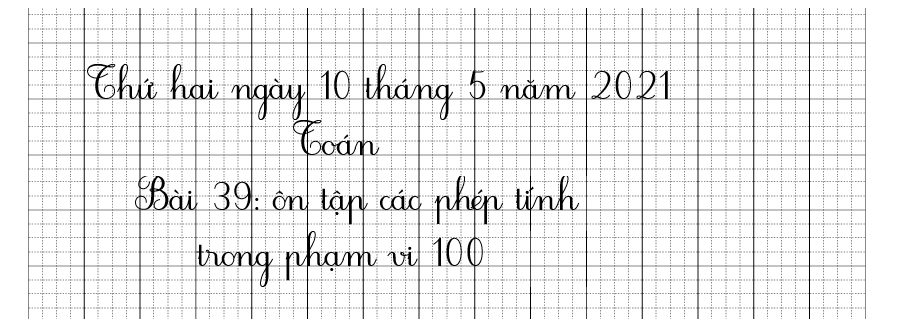 Thứ hai ngày 10 tháng 5 năm 2021
Toán
Bài 39: ôn tập các phép tính
trong phạm vi 100